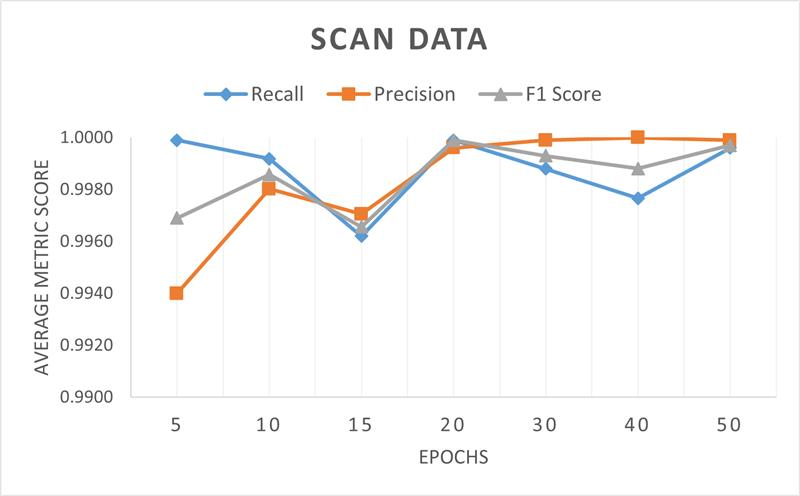 SCAN DATA
Recall Precision F1 Score
1.0000
0.9980
0.9960
0.9940
0.9920
0.9900
AVERAGE METRIC SCORE
5 10 15 20 30 40 50
EPOCHS